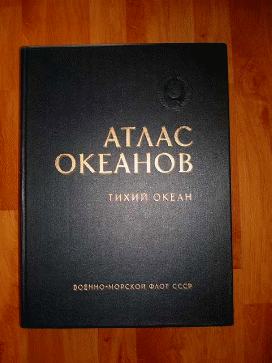 АТЛАС
ОКЕАНОВ
ТИХИЙ ОКЕАН
ВОЕННО-МОРСКОЙ ФЛОТ СССР